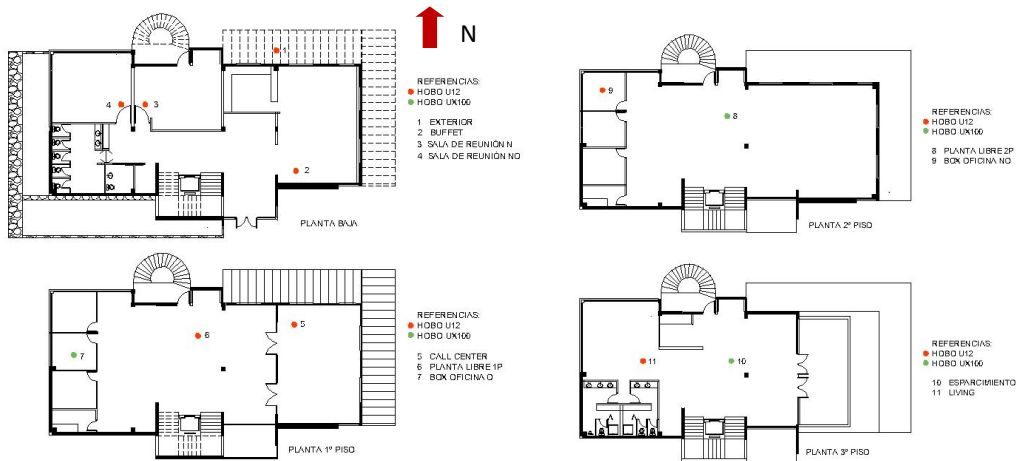 N
1
REFERENCIAS:
HOBO U12
HOBO UX100
1 EXTERIOR
2 BUFFET
3 SALA DE REUNIÓN N
4 SALA DE REUNIÓN NO
4
3
2
PLANTA BAJA
9
8
REFERENCIAS:
HOBO U12
HOBO UX100
8 PLANTA LIBRE 2P
9 BOX OFICINA NO
PLANTA 2º PISO
5
6
7
REFERENCIAS:
HOBO U12
HOBO UX100
5 CALL CENTER
6 PLANTA LIBRE 1P
7 BOX OFICINA O
PLANTA 1º PISO
11
10
REFERENCIAS:
HOBO U12
HOBO UX100
10 ESPARCIMIENTO
11 LIVING
PLANTA 3º PISO